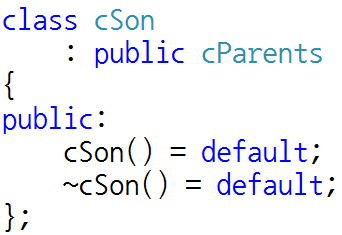 class cSon
    : public cParents
{
public:
    cSon() = default;
    ~cSon() = default;
};